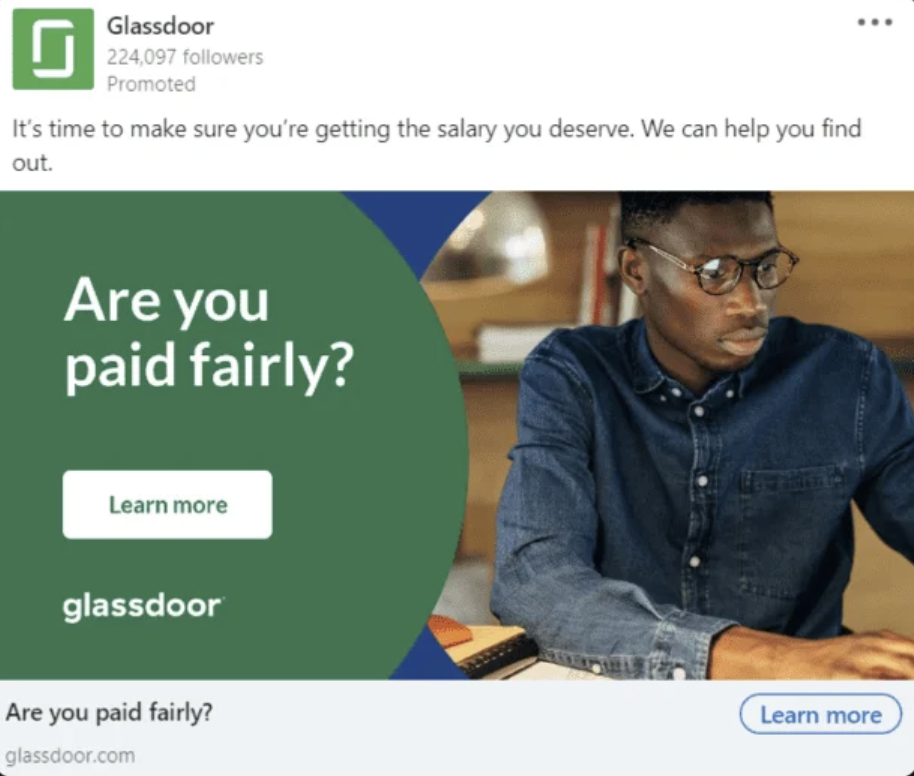 Glassdoor
224,097 followers
Promoted
It's time to make sure you're getting the salary you deserve. We can help you find
out.
Are you
paid fairly?
Learn more
glassdoor
Are you paid fairly?
Learn more
glassdoor.com